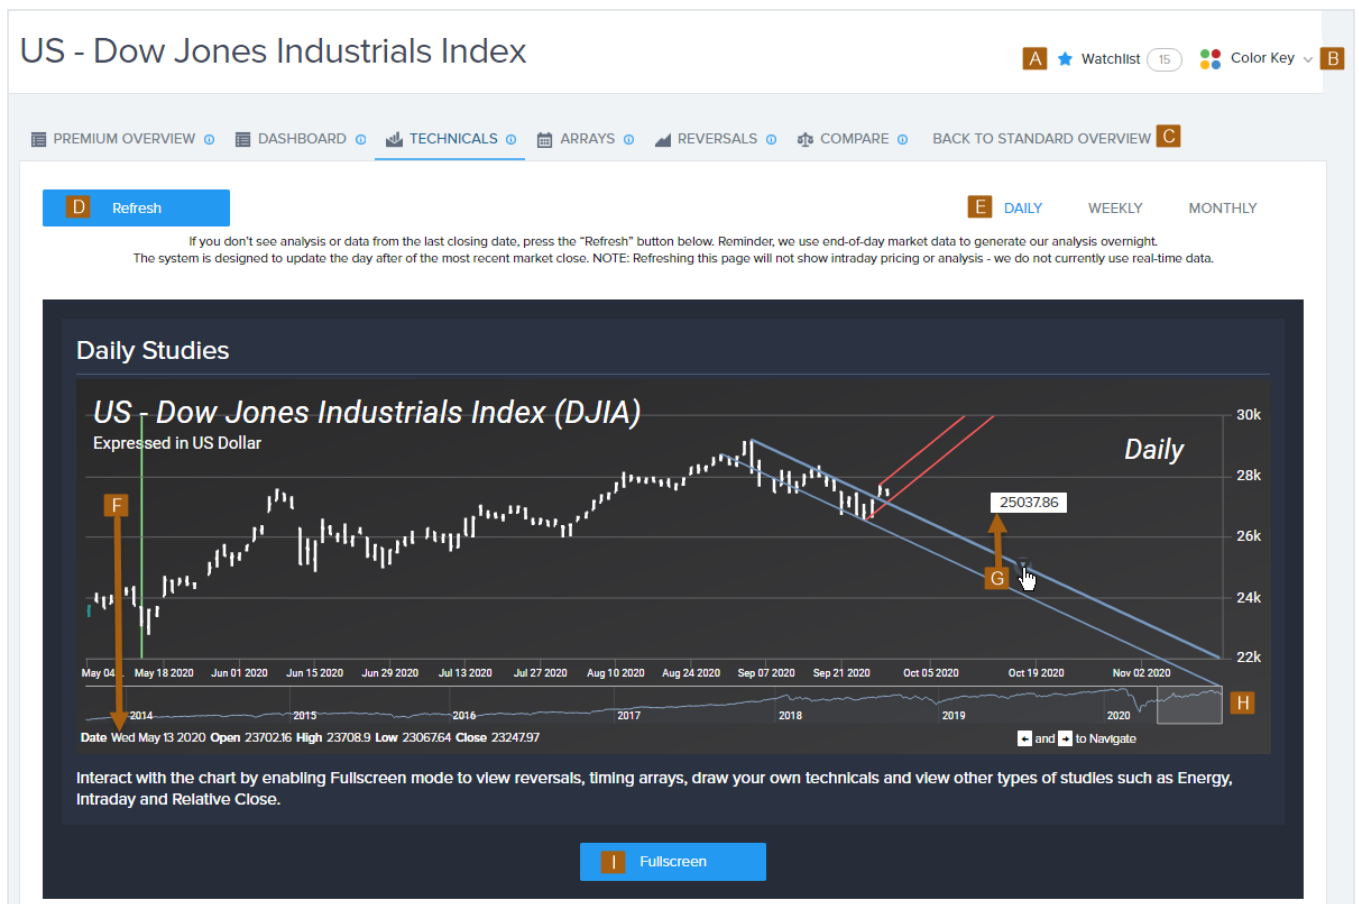 US - Dow Jones Industrials Index
A Watchlist 15 Color Key B
PREMIUM OVERVIEW DASHBOARD TECHNICALS ARRAYS REVERSALS COMPARE BACK TO STANDARD OVERVIEW C
D Refresh E DAILY WEEKLY MONTHLY
If you don't see analysis or data from the last closing date, press the "Refresh" button below. Reminder, we use end-of-day market data to generate our analysis overnight.
The system is designed to update the day after of the most recent market close. NOTE: Refreshing this page will not show intraday pricing or analysis - we do not currently use real-time data.
Daily Studies
US - Dow Jones Industrials Index (DJIA)
Expressed in US Dollar
Daily
30k
28k
F
25037.86
26k
G
24k
22k
May 04... May 18 2020 Jun 01 2020 Jun 15 2020 Jun 29 2020 Jul 13 2020 Jul 27 2020 Aug 10 2020 Aug 24 2020 Sep 07 2020 Sep 21 2020 Oct 05 2020 Oct 19 2020 Nov 02 2020
H
2014 2015 2016 2017 2018 2019 2020
Date Wed May 13 2020 Open 23702.16 High 23708.9 Low 23067.64 Close 23247.97
← and → to Navigate
Interact with the chart by enabling Fullscreen mode to view reversals, timing arrays, draw your own technicals and view other types of studies such as Energy,
Intraday and Relative Close.
I Fullscreen